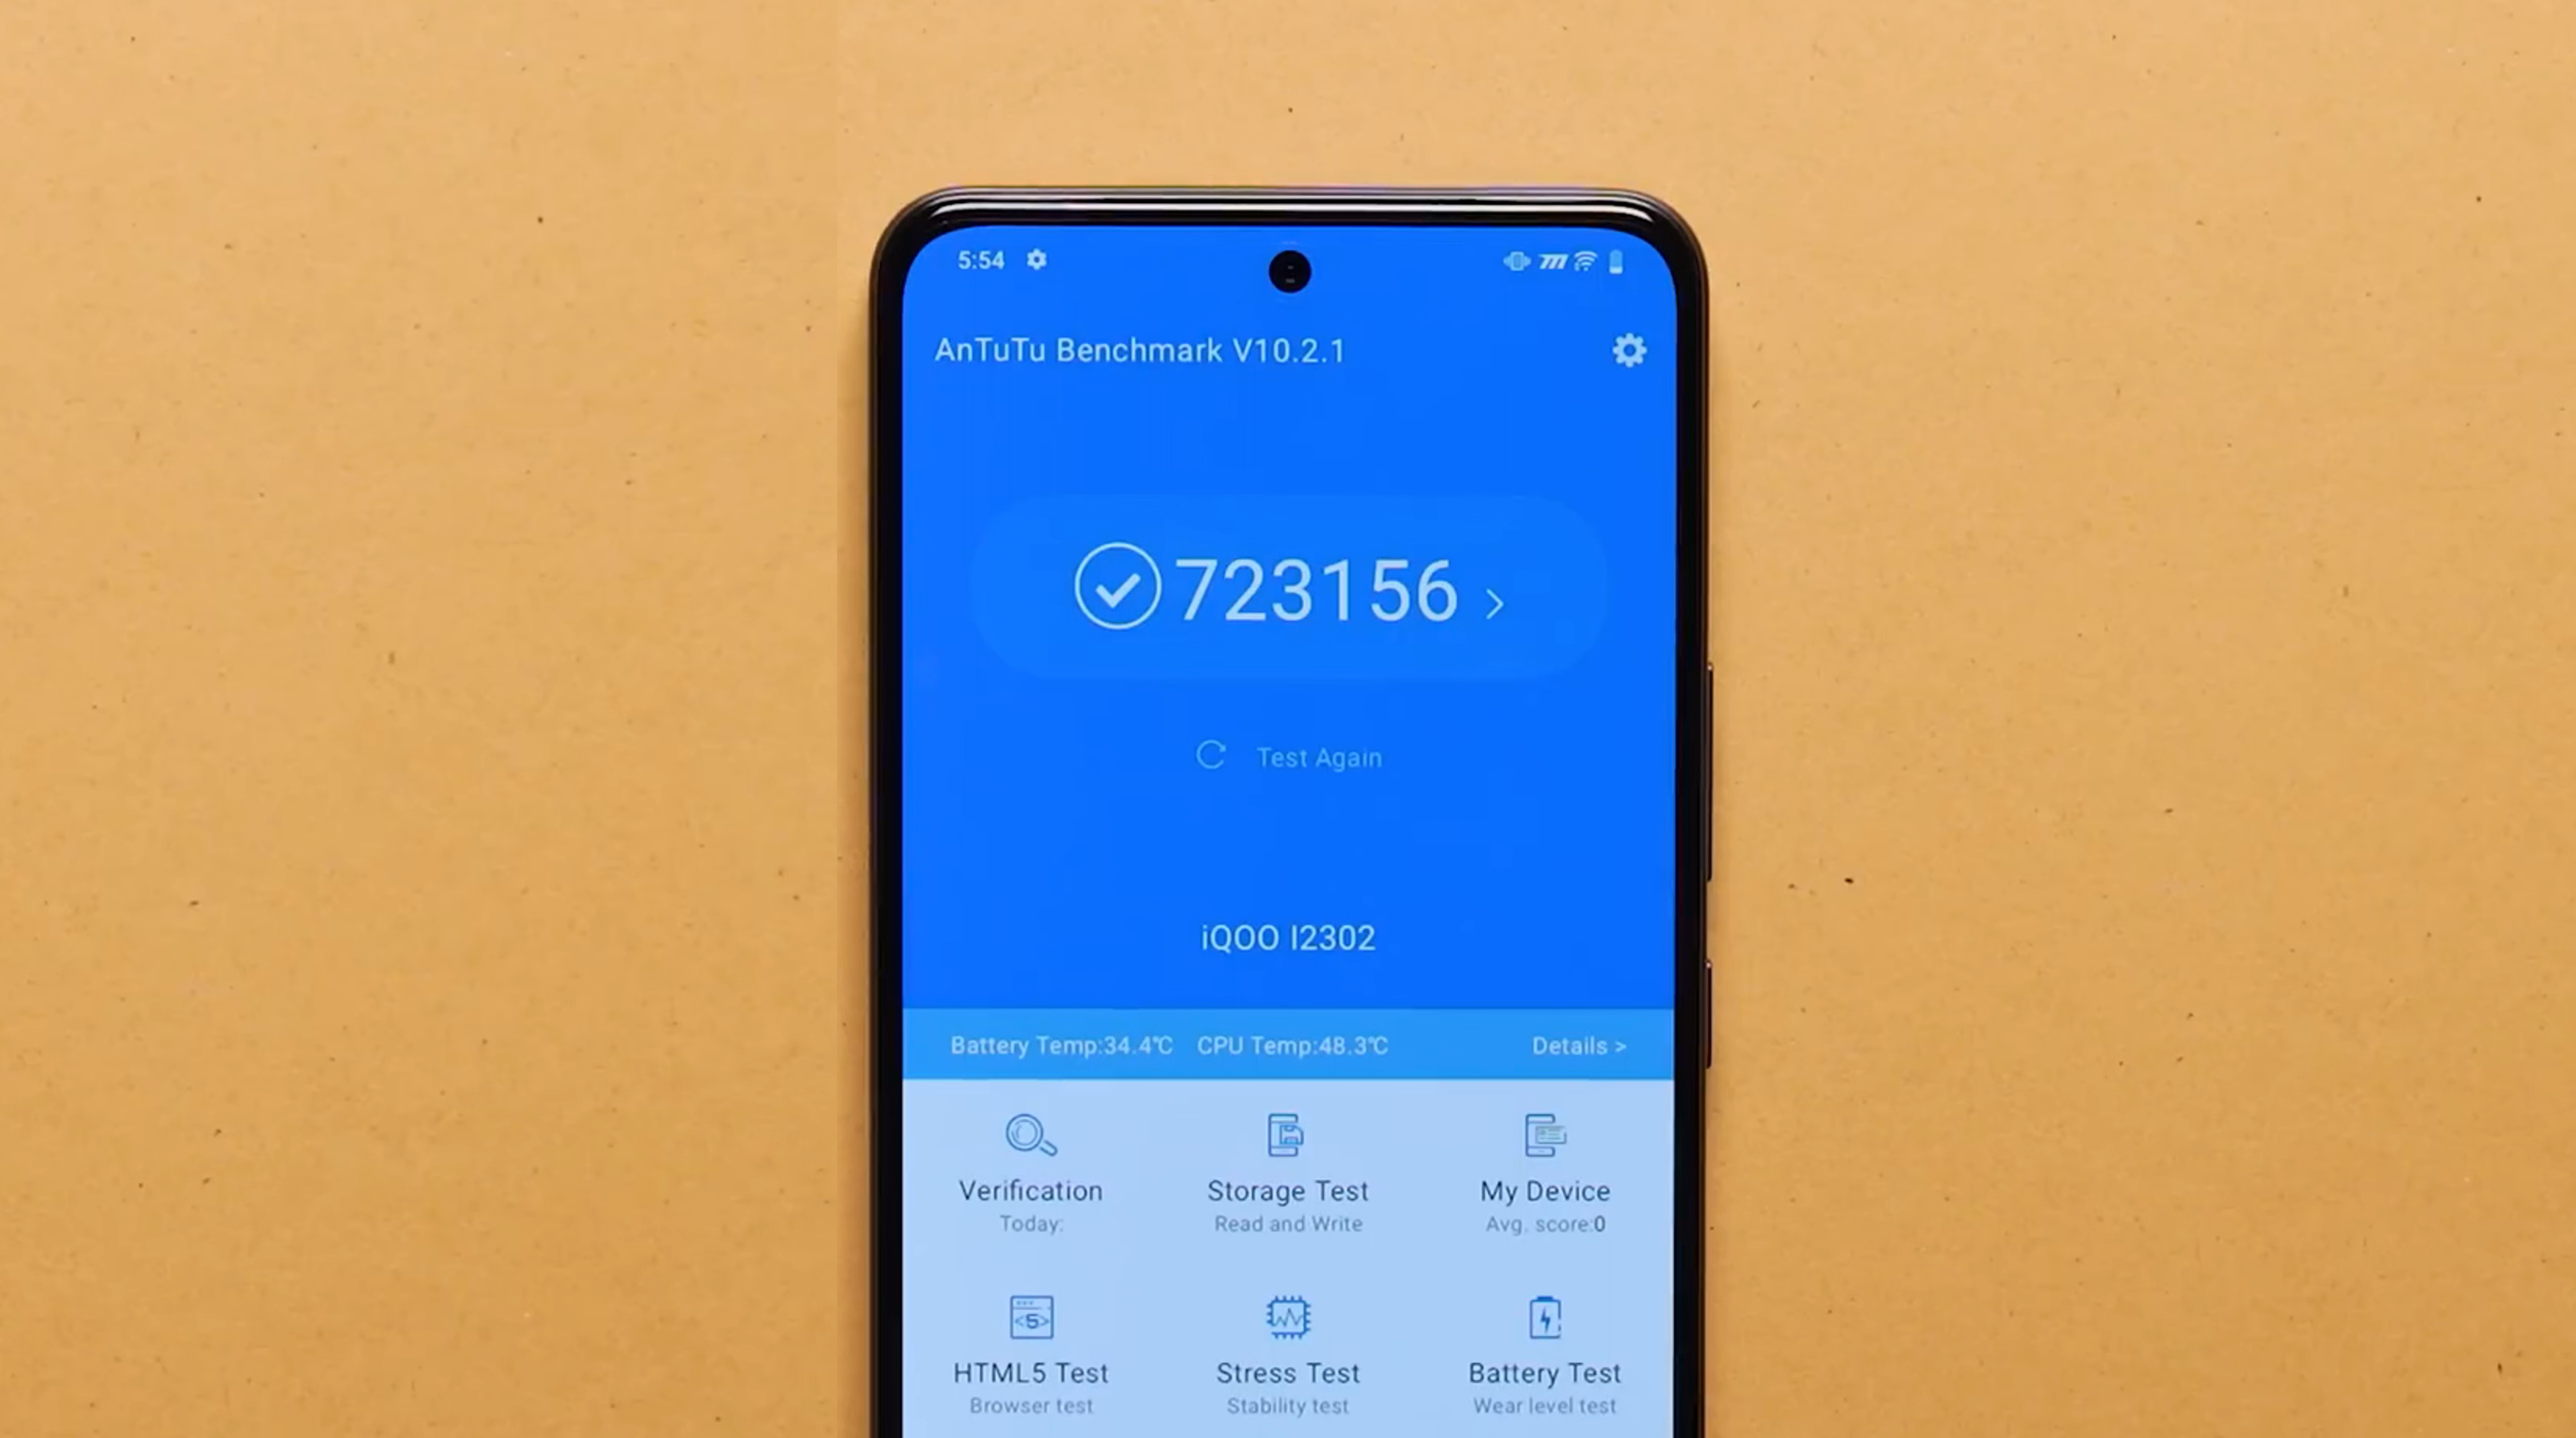 5:54
AnTuTu Benchmark V10.2.1
723156 >
Test Again
iQOO I2302
Battery Temp:34.4℃ CPU Temp:48.3℃ Details >
Verification Storage Test My Device
Today: Read and Write Avg. score:0
<5>
HTML5 Test Stress Test Battery Test
Browser test Stability test Wear level test